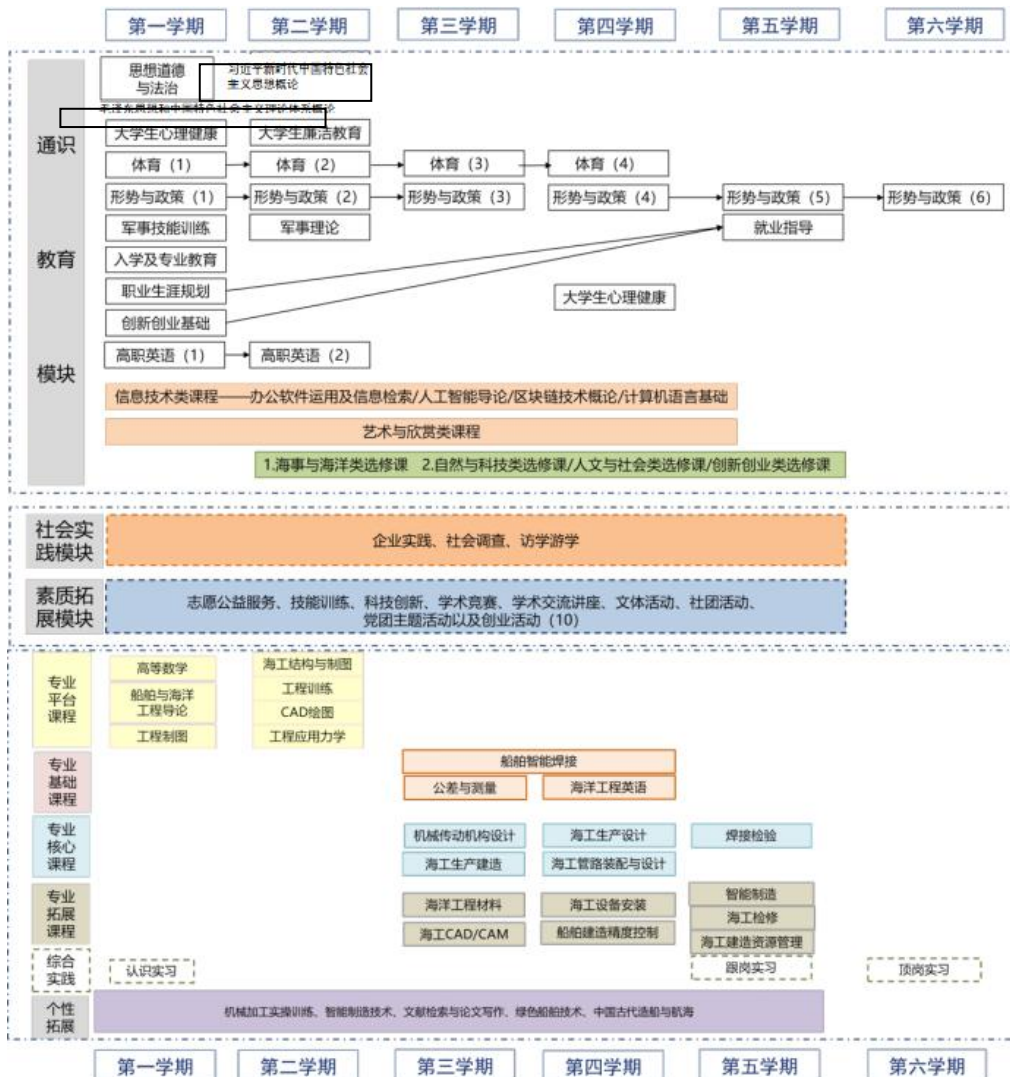 第一学期 第二学期 第三学期 第四学期 第五学期 第六学期
通识
教育
模块
思想道德
与法治
习近平新时代中国特色社会
主义思想概论
毛泽东思想和中国特色社会主义理论体系概论
大学生心理健康 大学生廉洁教育
体育（1） 体育（2） 体育（3） 体育（4）
形势与政策（1） 形势与政策（2） 形势与政策（3） 形势与政策（4） 形势与政策（5） 形势与政策（6）
军事技能训练 军事理论 就业指导
入学及专业教育
职业生涯规划
大学生心理健康
创新创业基础
高职英语（1） 高职英语（2）
信息技术类课程——办公软件运用及信息检索/人工智能导论/区块链技术概论/计算机语言基础
艺术与欣赏类课程
1.海事与海洋类选修课 2.自然与科技类选修课/人文与社会类选修课/创新创业类选修课
社会实
践模块
企业实践、社会调查、访学游学
素质拓
展模块
志愿公益服务、技能训练、科技创新、学术竞赛、学术交流讲座、文体活动、社团活动、
党团主题活动以及创业活动（10）
专业
平台
课程
高等数学 海工结构与制图
船舶与海洋
工程导论
工程训练
CAD绘图
工程制图 工程应用力学
专业
基础
课程
船舶智能焊接
公差与测量 海洋工程英语
专业
核心
课程
机械传动机构设计 海工生产设计 焊接检验
海工生产建造 海工管路装配与设计
专业
拓展
课程
智能制造
海洋工程材料 海工设备安装
海工检修
海工CAD/CAM 船舶建造精度控制 海工建造资源管理
综合
实践
认识实习 跟岗实习 顶岗实习
个性
拓展
机械加工实操训练、智能制造技术、文献检索与论文写作、绿色船舶技术、中国古代造船与航海
第一学期 第二学期 第三学期 第四学期 第五学期 第六学期